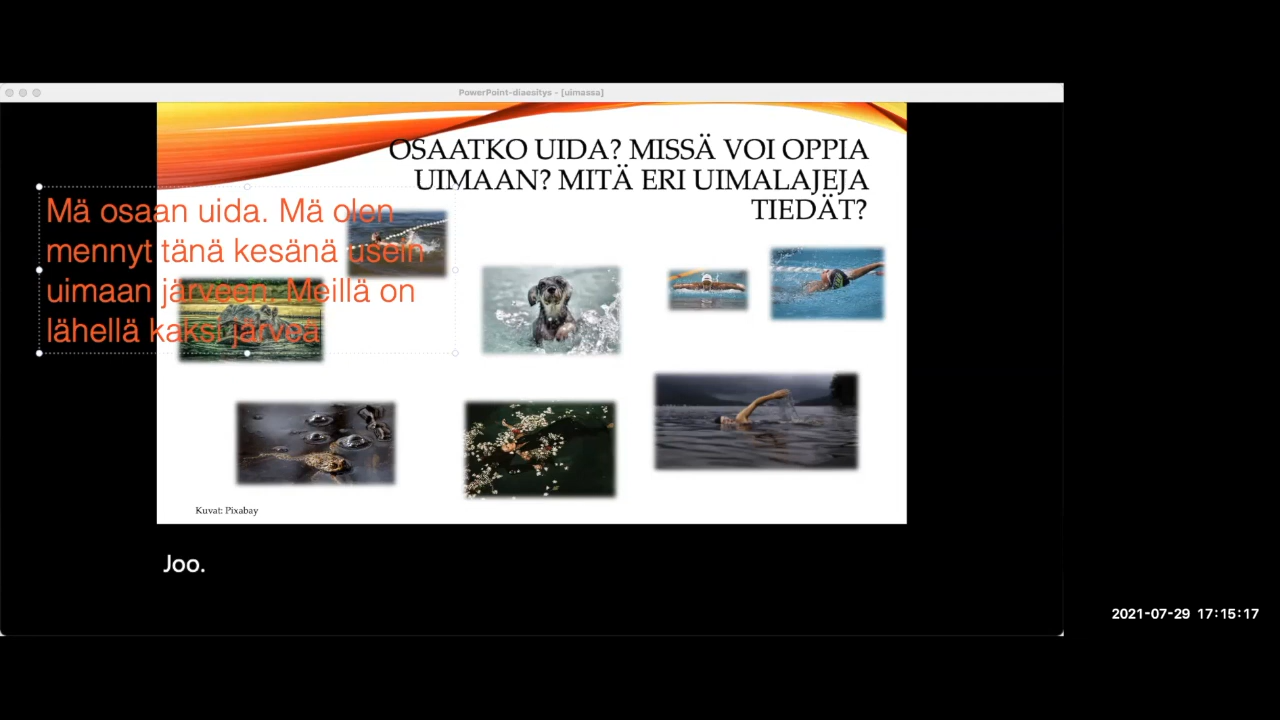 PowerPoint-diaesitys - [uimassa]
OSAATKO UIDA? MISSÄ VOI OPPIA
UIMAAN? MITÄ ERI UIMALAJEJA
TIEDÄT?
Mä osaan uida. Mä olen
mennyt tänä kesänä usein
uimaan järveen. Meillä on
lähellä kaksi järveä
Kuvat: Pixabay
Joo.
2021-07-29 17:15:17